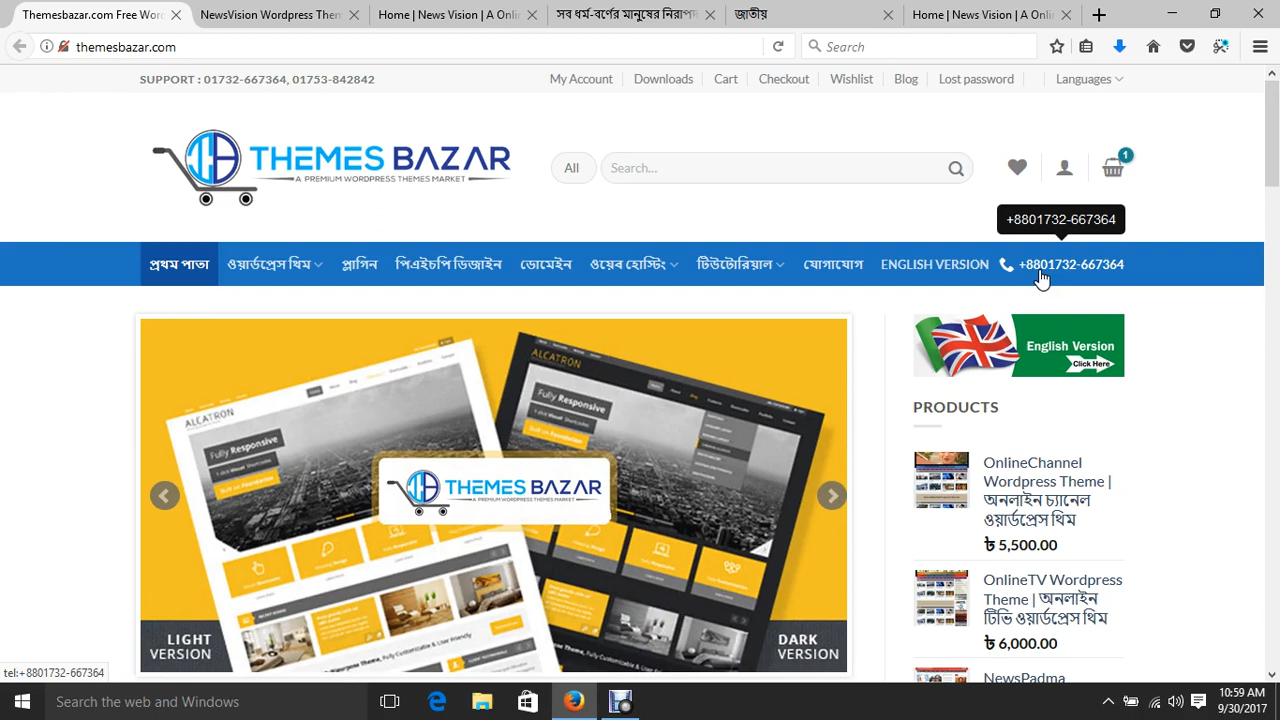 Themesbazar.com Free Wor
NewsVision Wordpress Them
Home | News Vision | A Onlin
সব ধর্ম-বর্ণের মানুষের নিরাপদ
জাতীয়
Home | News Vision | A Onlin
themesbazar.com
Search
SUPPORT : 01732-667364, 01753-842842
My Account
Downloads
Cart
Checkout
Wishlist
Blog
Lost password
Languages
THEMES BAZAR
A PREMIUM WORDPRESS THEMES MARKET
All
Search...
1
+8801732-667364
প্রথম পাতা
ওয়ার্ডপ্রেস থিম
প্লাগিন
পিএইচপি ডিজাইন
ডোমেইন
ওয়েব হোস্টিং
টিউটোরিয়াল
যোগাযোগ
ENGLISH VERSION
+8801732-667364
ALCATRON
Fully Responsive
ALCATRON
Fully Responsive
THEMES BAZAR
A PREMIUM WORDPRESS THEMES MARKET
LIGHT
VERSION
DARK
VERSION
English
Version
Click Here
PRODUCTS
OnlineChannel
Wordpress Theme |
অনলাইন চ্যানেল
ওয়ার্ডপ্রেস থিম
৳ 5,500.00
OnlineTV Wordpress
Theme | অনলাইন
টিভি ওয়ার্ডপ্রেস থিম
৳ 6,000.00
NewsPadma
tel:+8801732-667364
Search the web and Windows
10:59 AM
9/30/2017